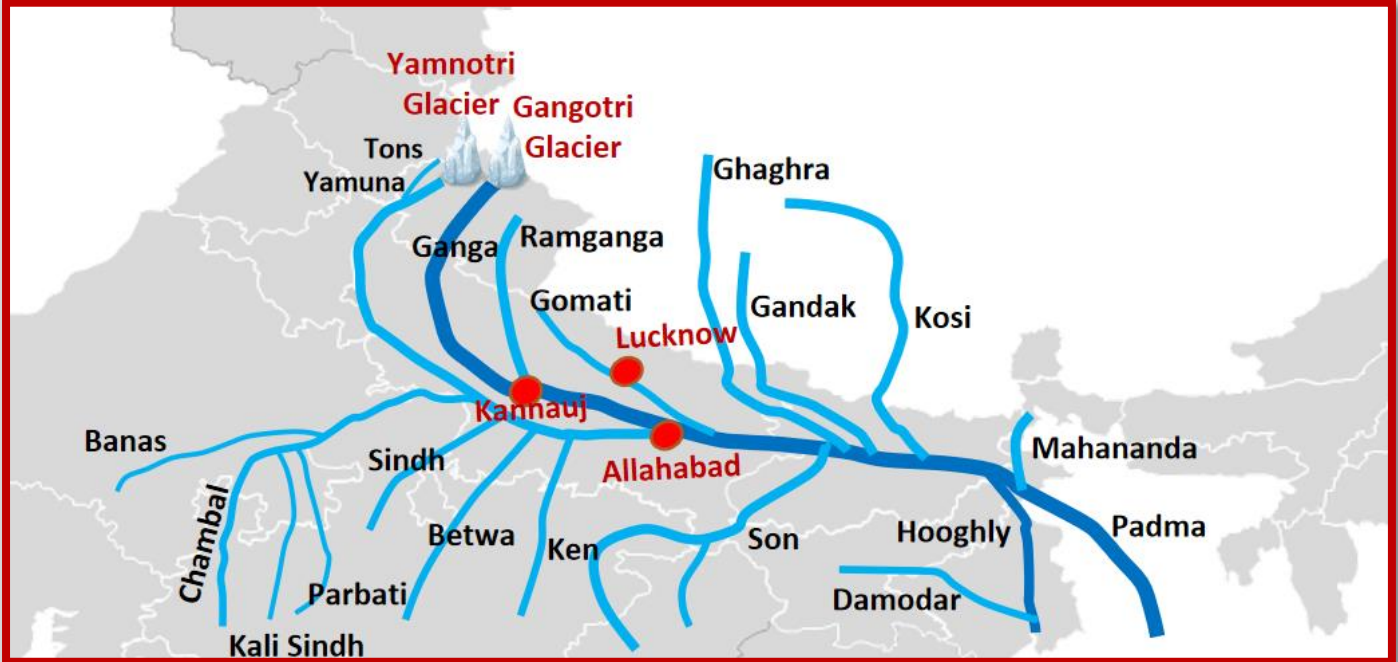 Yamnotri
Glacier
Gangotri
Glacier
Tons
Yamuna
Ghaghra
Ganga
Ramganga
Gomati
Gandak
Kosi
Lucknow
Kannauj
Banas
Sindh
Allahabad
Mahananda
Chambal
Betwa
Ken
Son
Hooghly
Padma
Parbati
Damodar
Kali Sindh